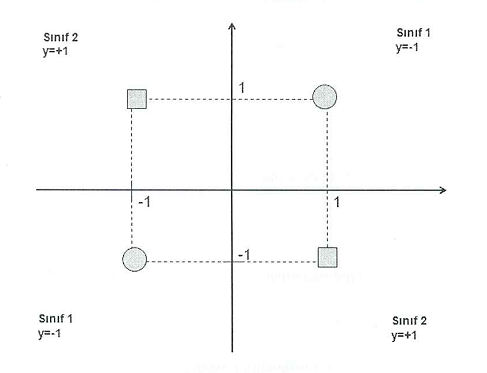 Sınıf 2
y=+1
Sınıf 1
y=-1
1
-1
1
-1
Sınıf 1
y=-1
Sınıf 2
y=+1